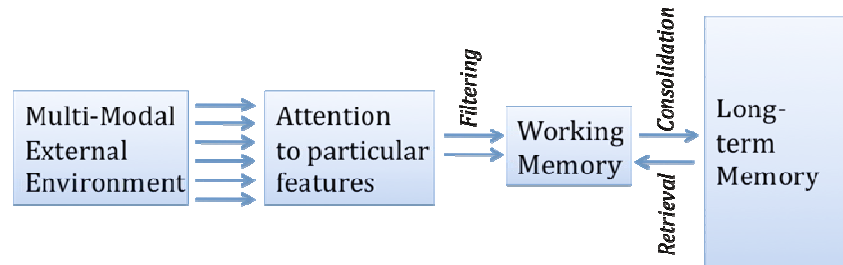 Multi-Modal
External
Environment
Attention
to particular
features
Filtering
Working
Memory
Consolidation
Retrieval
Long-
term
Memory